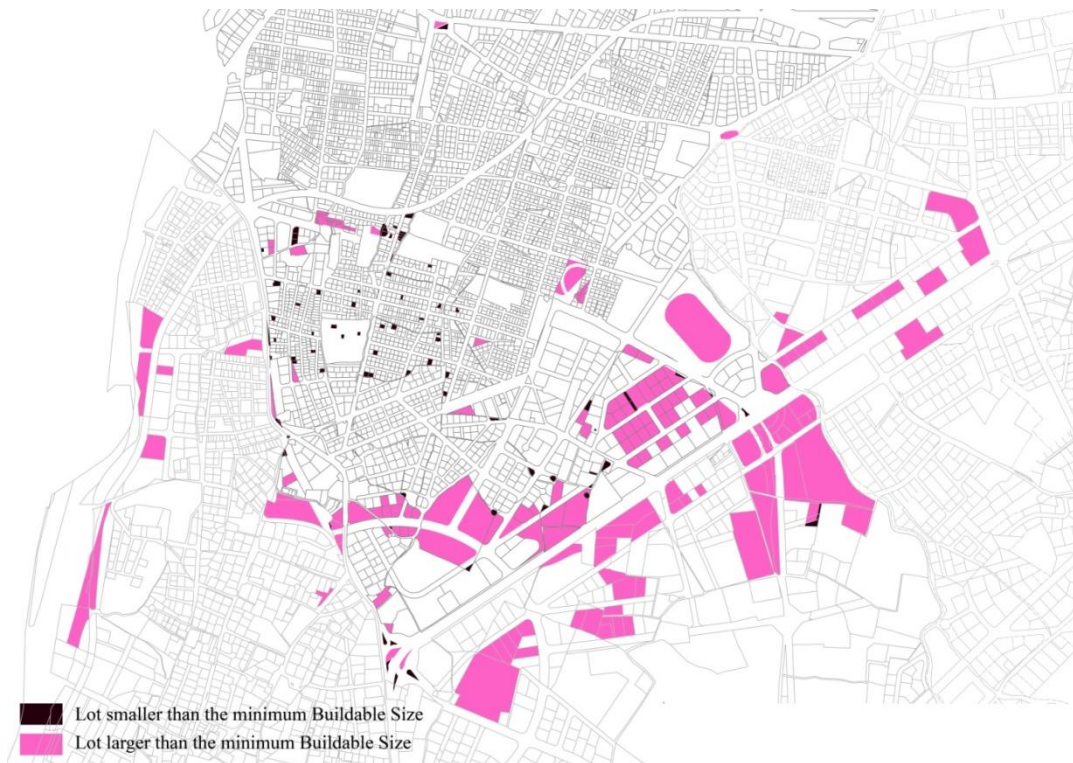 Lot smaller than the minimum Buildable Size
Lot larger than the minimum Buildable Size